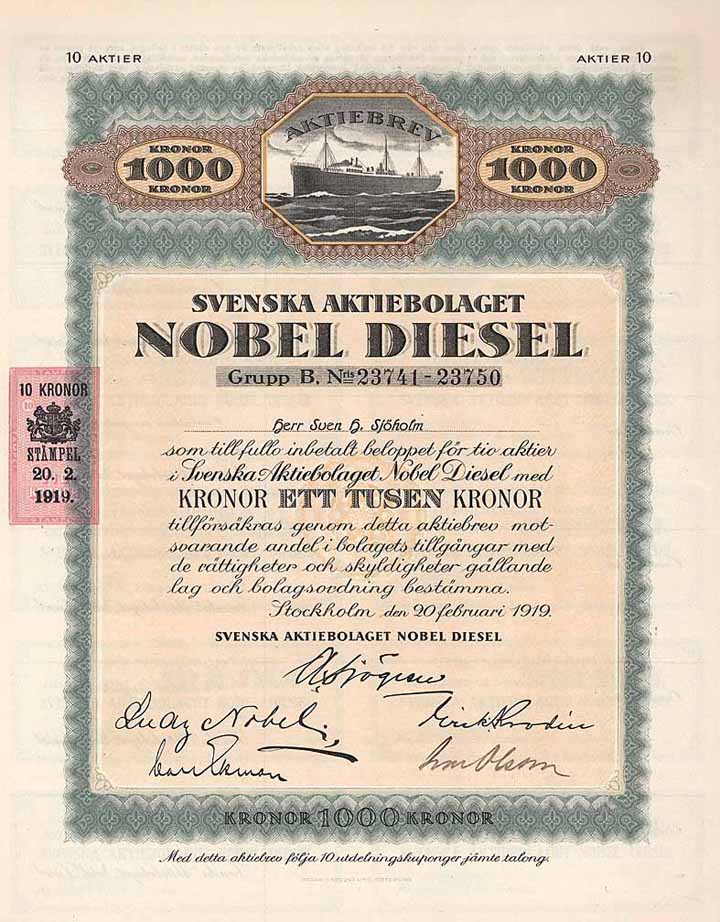 10 AKTIER
AKTIER 10
AKTIEBREV
KRONOR
1000
KRONOR
KRONOR
1000
KRONOR
SVENSKA AKTIEBOLAGET
NOBEL DIESEL
Grupp B. Nris 23741-23750
Herr Sven H. Sjöholm
som till fullo inbetalt beloppet för tio aktier
i Svenska Aktiebolaget Nobel Diesel med
KRONOR ETT TUSEN KRONOR
tillförsäkras genom detta aktiebrev mot-
svarande andel i bolagets tillgångar med
de rättigheter och skyldigheter gällande
lag och bolagsordning bestämma.
Stockholm den 20 februari 1919.
SVENSKA AKTIEBOLAGET NOBEL DIESEL
10 KRONOR
10
STÄMPEL
20. 2.
1919.
Nobel
KRONOR 1000 KRONOR
Med detta aktiebrev följa 10 utdelningskuponger jämte talong.